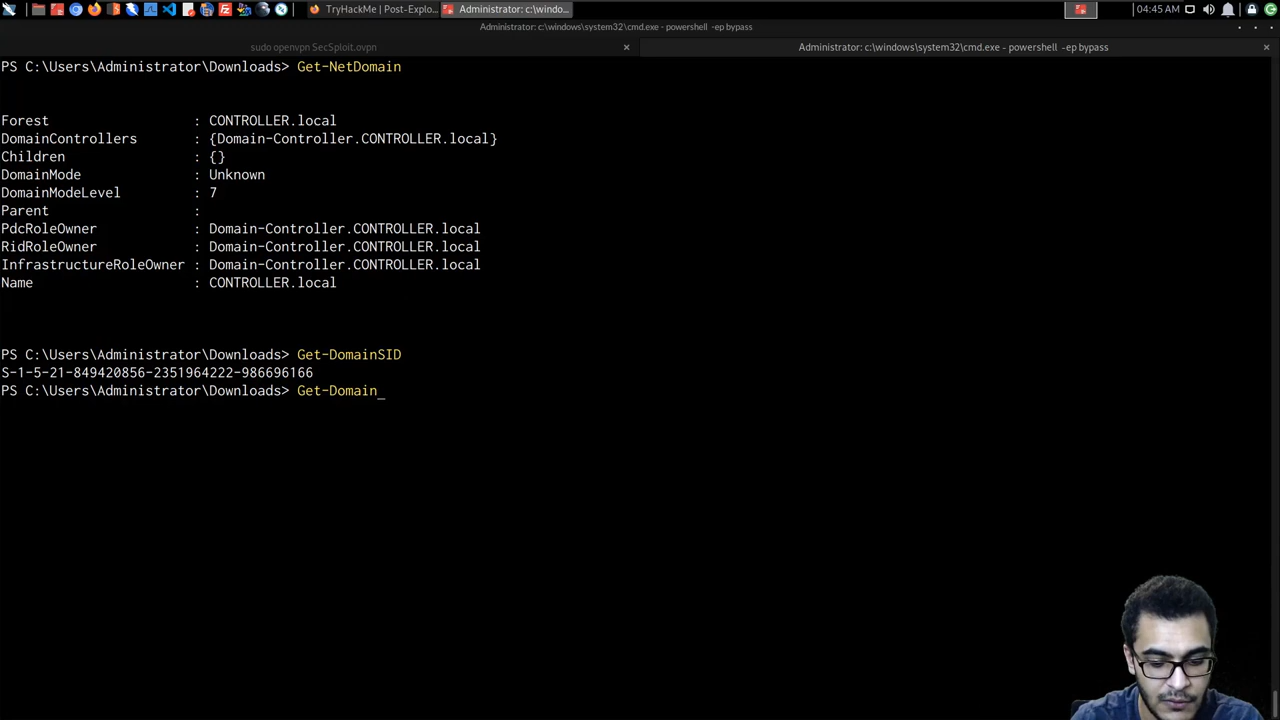 TryHackMe | Post-Explo...
Administrator: c:\windo...
04:45 AM
Administrator: c:\windows\system32\cmd.exe - powershell -ep bypass
sudo openvpn SecSploit.ovpn
Administrator: c:\windows\system32\cmd.exe - powershell -ep bypass
PS C:\Users\Administrator\Downloads> Get-NetDomain
Forest : CONTROLLER.local
DomainControllers : {Domain-Controller.CONTROLLER.local}
Children : {}
DomainMode : Unknown
DomainModeLevel : 7
Parent :
PdcRoleOwner : Domain-Controller.CONTROLLER.local
RidRoleOwner : Domain-Controller.CONTROLLER.local
InfrastructureRoleOwner : Domain-Controller.CONTROLLER.local
Name : CONTROLLER.local
PS C:\Users\Administrator\Downloads> Get-DomainSID
S-1-5-21-849420856-2351964222-986696166
PS C:\Users\Administrator\Downloads> Get-Domain_